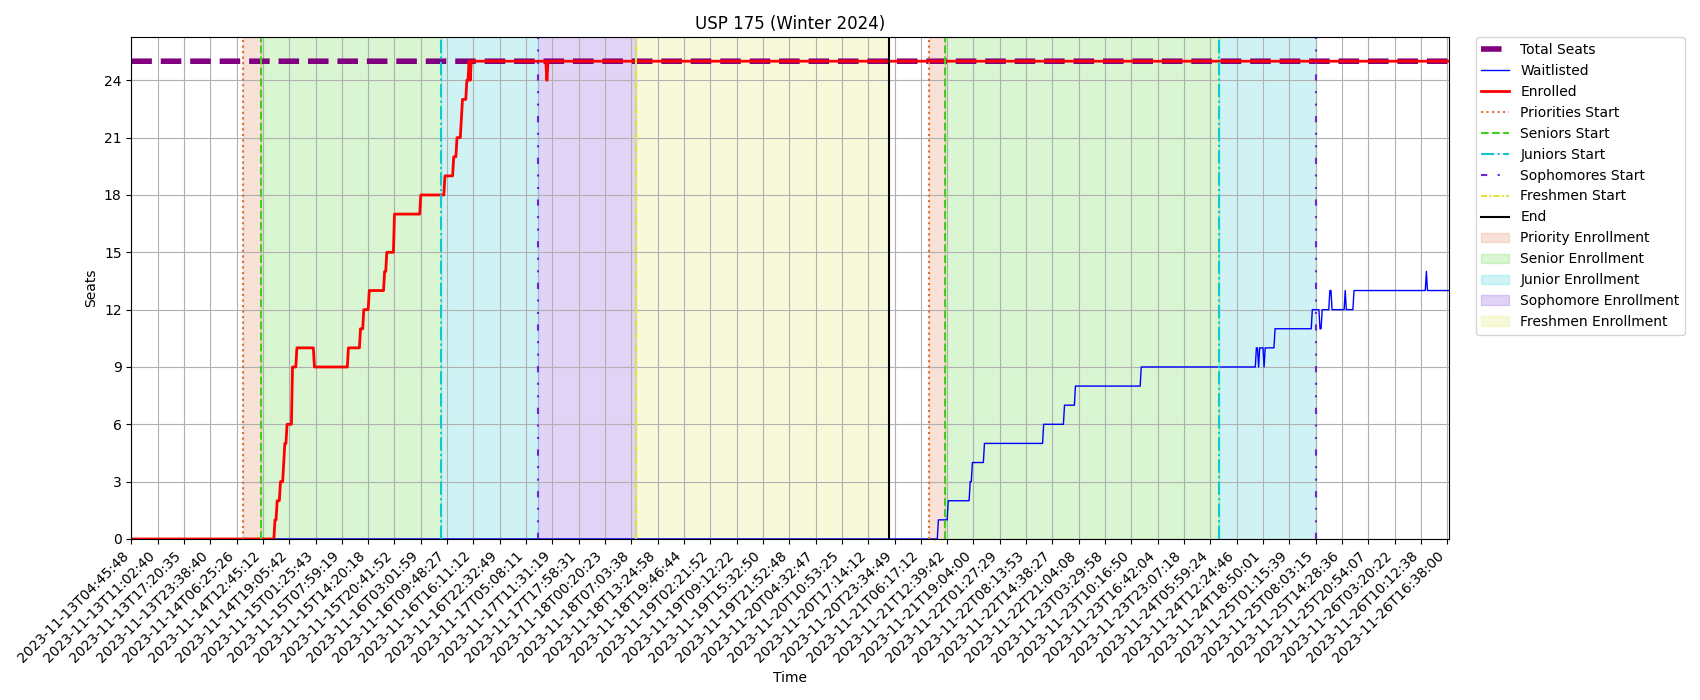 USP 175 (Winter 2024)
Total Seats
Waitlisted
Enrolled
Priorities Start
Seniors Start
Juniors Start
Sophomores Start
Freshmen Start
End
Priority Enrollment
Senior Enrollment
Junior Enrollment
Sophomore Enrollment
Freshmen Enrollment
Seats
24
21
18
15
12
9
6
3
0
2023-11-13T04:45:48
2023-11-13T11:02:40
2023-11-13T17:20:35
2023-11-13T23:38:40
2023-11-14T06:25:26
2023-11-14T12:45:12
2023-11-14T19:05:42
2023-11-15T01:25:43
2023-11-15T07:59:19
2023-11-15T14:20:18
2023-11-15T20:41:52
2023-11-16T03:01:59
2023-11-16T09:48:27
2023-11-16T16:11:12
2023-11-16T22:32:49
2023-11-17T05:08:11
2023-11-17T11:31:19
2023-11-17T17:58:31
2023-11-18T00:20:23
2023-11-18T07:03:38
2023-11-18T13:24:58
2023-11-18T19:46:44
2023-11-19T02:21:52
2023-11-19T09:12:22
2023-11-19T15:32:50
2023-11-19T21:52:48
2023-11-20T04:32:47
2023-11-20T10:53:25
2023-11-20T17:14:12
2023-11-20T23:34:49
2023-11-21T06:17:12
2023-11-21T12:39:42
2023-11-21T19:04:00
2023-11-22T01:27:29
2023-11-22T08:13:53
2023-11-22T14:38:27
2023-11-22T21:04:08
2023-11-23T03:29:58
2023-11-23T10:16:50
2023-11-23T16:42:04
2023-11-23T23:07:18
2023-11-24T05:59:24
2023-11-24T12:24:46
2023-11-24T18:50:01
2023-11-25T01:15:39
2023-11-25T08:03:15
2023-11-25T14:28:36
2023-11-25T20:54:07
2023-11-26T03:20:22
2023-11-26T10:12:38
2023-11-26T16:38:00
Time